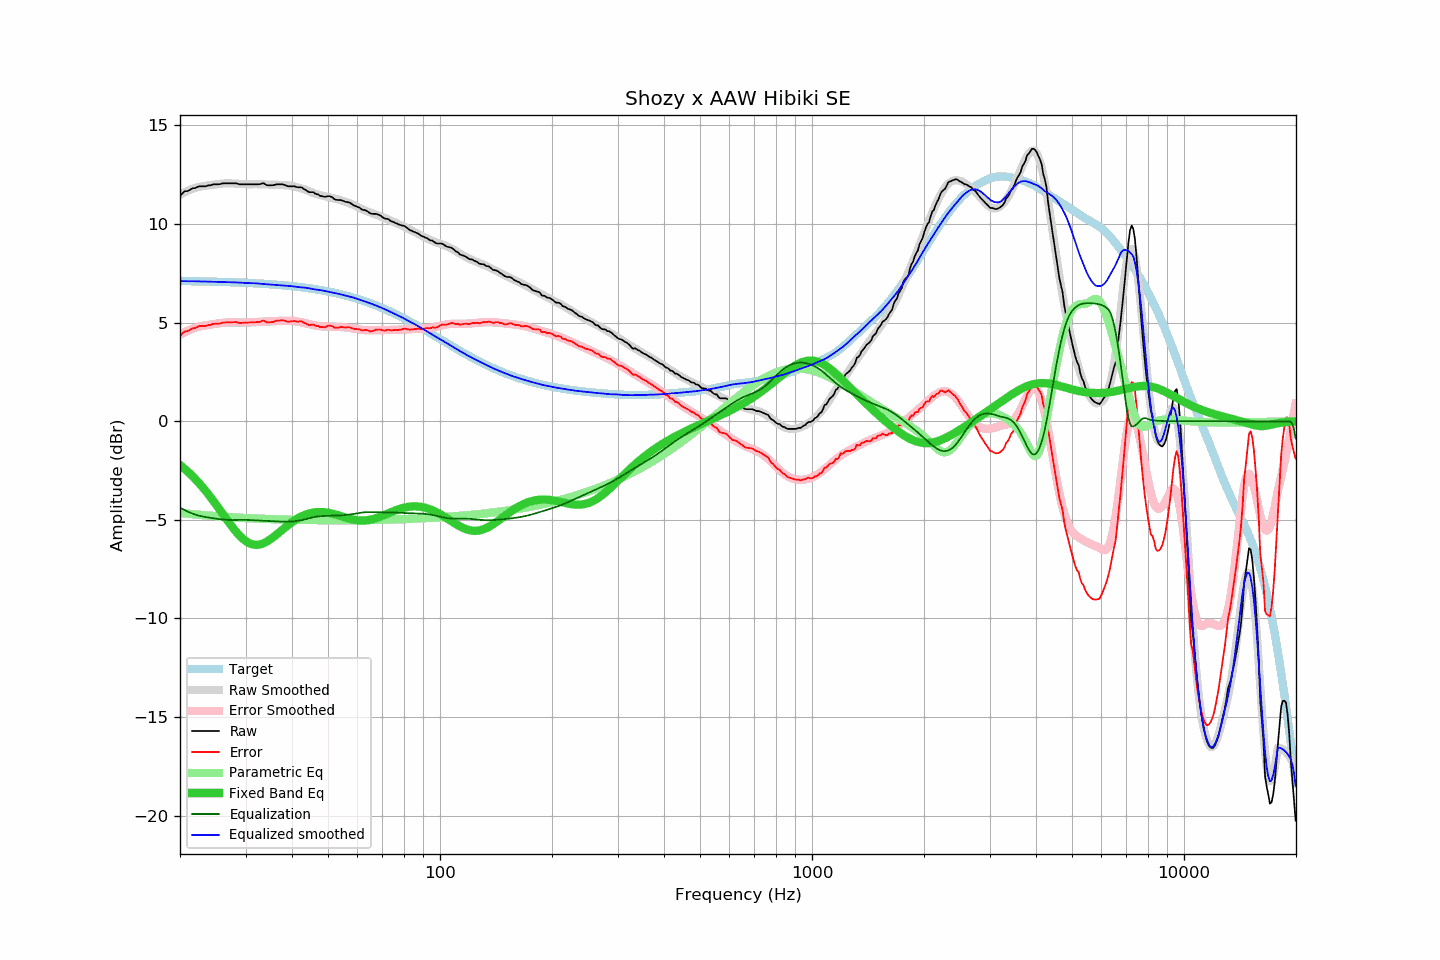 Shozy x AAW Hibiki SE
15
10
5
0
−5
−10
−15
−20
Amplitude (dBr)
100
1000
10000
Frequency (Hz)
Target
Raw Smoothed
Error Smoothed
Raw
Error
Parametric Eq
Fixed Band Eq
Equalization
Equalized smoothed